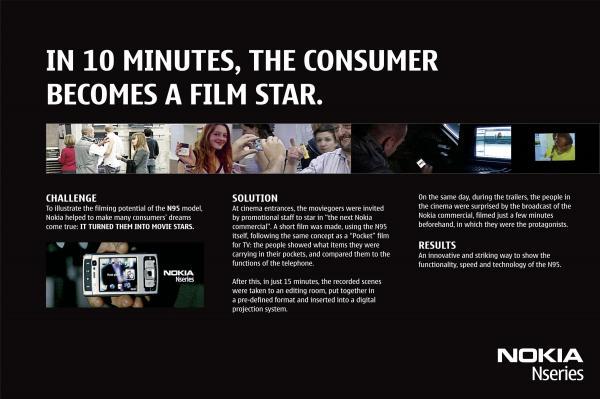 IN 10 MINUTES, THE CONSUMER
BECOMES A FILM STAR.
CHALLENGE
To illustrate the filming potential of the N95 model,
Nokia helped to make many consumers' dreams
come true: IT TURNED THEM INTO MOVIE STARS.
NOKIA
Nseries
SOLUTION
At cinema entrances, the moviegoers were invited
by promotional staff to star in "the next Nokia
commercial". A short film was made, using the N95
itself, following the same concept as a "Pocket" film
for TV: the people showed what items they were
carrying in their pockets, and compared them to the
functions of the telephone.
After this, in just 15 minutes, the recorded scenes
were taken to an editing room, put together in
a pre-defined format and inserted into a digital
projection system.
On the same day, during the trailers, the people in
the cinema were surprised by the broadcast of the
Nokia commercial, filmed just a few minutes
beforehand, in which they were the protagonists.
RESULTS
An innovative and striking way to show the
functionality, speed and technology of the N95.
NOKIA
Nseries